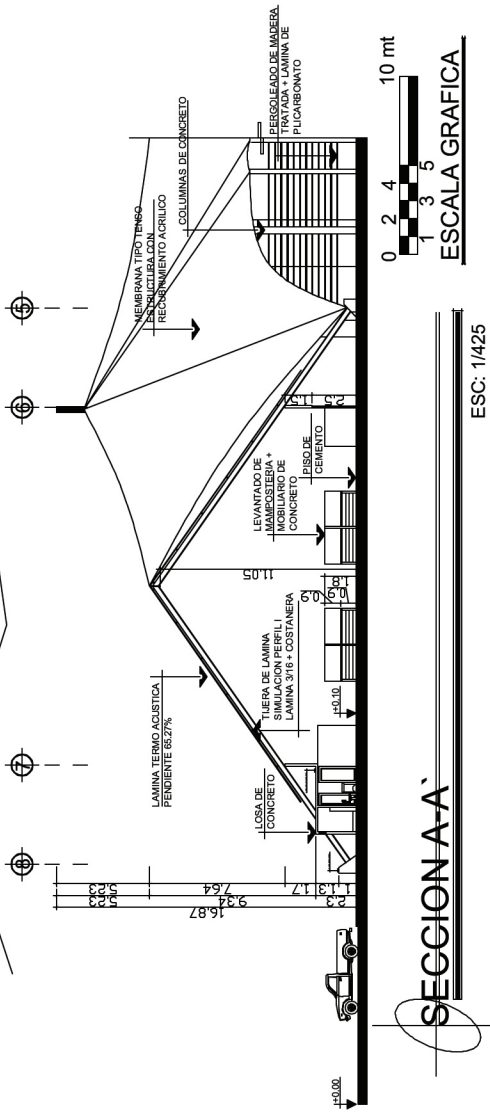 5
6
7
8
MEMBRANA TIPO TENSO
ESTRUCTURA CON
RECUBRIMIENTO ACRILICO
COLUMNAS DE CONCRETO
PERGOLEADO DE MADERA
TRATADA + LAMINA DE
PLICARBONATO
LAMINA TERMO ACUSTICA
PENDIENTE 65.27%
TIJERA DE LAMINA
SIMULACION PERFIL I
LAMINA 3/16 + COSTANERA
LOSA DE
CONCRETO
LEVANTADO DE
MAMPOSTERIA +
MOBILIARIO DE
CONCRETO
PISO DE
CEMENTO
11.05
1.5
2.5
0.9
0.9
1.8
+0.10
5.23
7.64
1.7
1.3
5.23
9.34
2.3
16.87
+0.00
SECCION A-A`
ESC: 1/425
0 2 4 10 mt
1 3 5
ESCALA GRAFICA